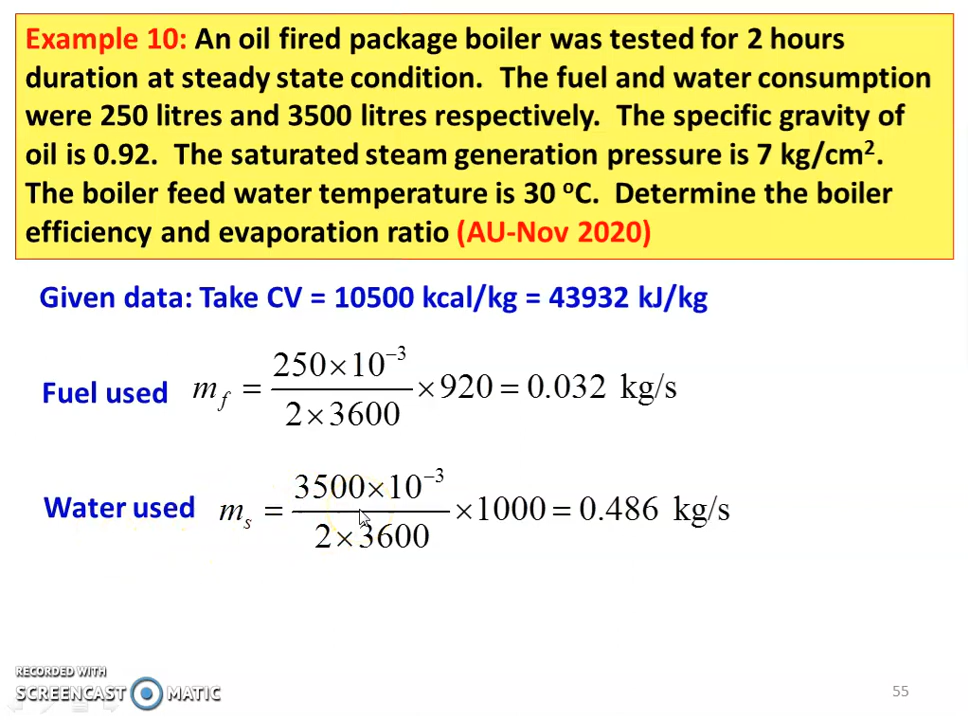 Example 10: An oil fired package boiler was tested for 2 hours
duration at steady state condition. The fuel and water consumption
were 250 litres and 3500 litres respectively. The specific gravity of
oil is 0.92. The saturated steam generation pressure is 7 kg/cm².
The boiler feed water temperature is 30 ᵒC. Determine the boiler
efficiency and evaporation ratio (AU-Nov 2020)
Given data: Take CV = 10500 kcal/kg = 43932 kJ/kg
Fuel used m_f = (250×10⁻³)/(2×3600) ×920 = 0.032 kg/s
Water used m_s = (3500×10⁻³)/(2×3600) ×1000 = 0.486 kg/s
RECORDED WITH
SCREENCAST MATIC
55